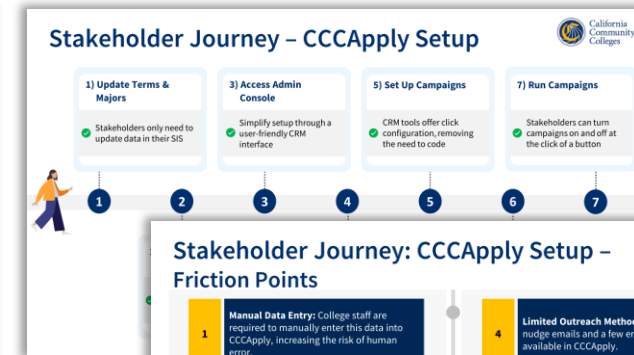 Stakeholder Journey – CCCApply Setup
California
Community
Colleges
1) Update Terms &
Majors
Stakeholders only need to
update data in their SIS
3) Access Admin
Console
Simplify setup through a
user-friendly CRM
interface
5) Set Up Campaigns
CRM tools offer click
configuration, removing
the need to code
7) Run Campaigns
Stakeholders can turn
campaigns on and off at
the click of a button
1
2
3
4
5
6
7
Stakeholder Journey: CCCApply Setup –
Friction Points
1
Manual Data Entry: College staff are
required to manually enter this data into
CCCApply, increasing the risk of human
error.
4
Limited Outreach
nudge emails and a few
available in CCCApply.